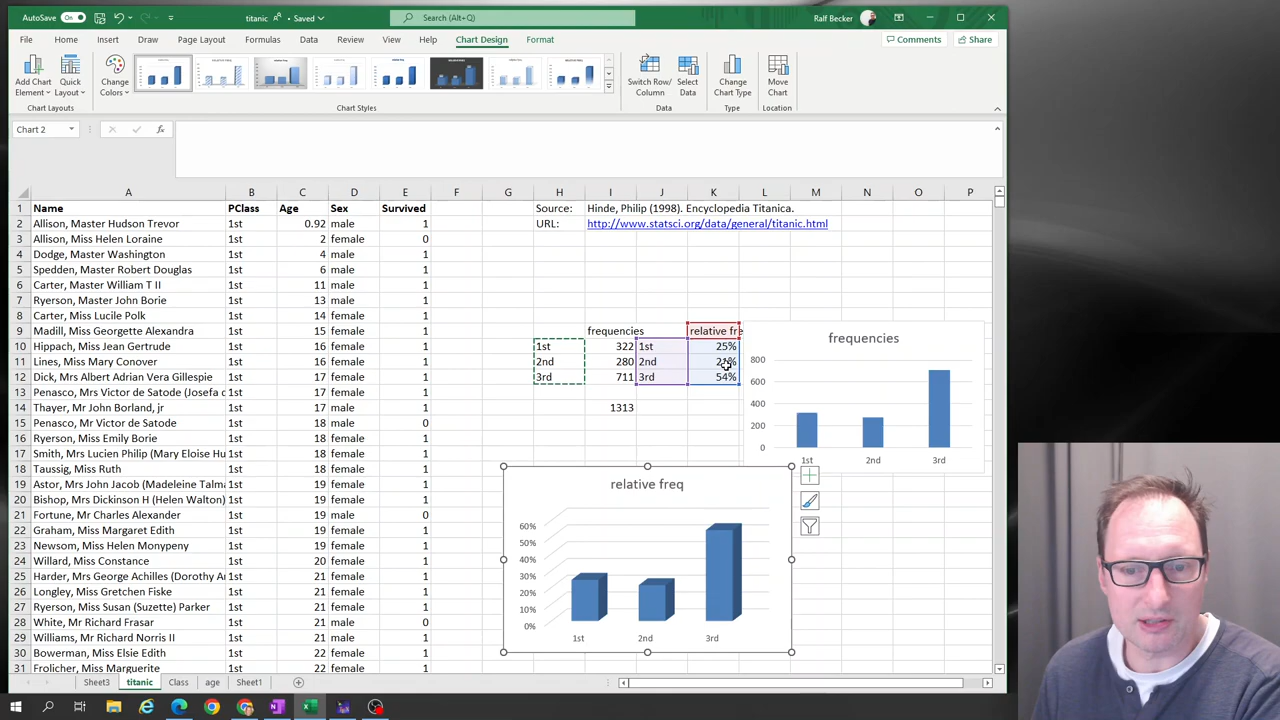 AutoSave On titanic Saved Search (Alt+Q) Ralf Becker
File Home Insert Draw Page Layout Formulas Data Review View Help Chart Design Format Comments Share
Add Chart Element Quick Layout Change Colors Switch Row/Column Select Data Change Chart Type Move Chart
Chart Layouts Chart Styles Data Type Location
Chart 2 fx
A B C D E F G H I J K L M N O P
1 Name PClass Age Sex Survived Source: Hinde, Philip (1998). Encyclopedia Titanica.
2 Allison, Master Hudson Trevor 1st 0.92 male 1 URL: http://www.statsci.org/data/general/titanic.html
3 Allison, Miss Helen Loraine 1st 2 female 0
4 Dodge, Master Washington 1st 4 male 1
5 Spedden, Master Robert Douglas 1st 6 male 1
6 Carter, Master William T II 1st 11 male 1
7 Ryerson, Master John Borie 1st 13 male 1
8 Carter, Miss Lucile Polk 1st 14 female 1
9 Madill, Miss Georgette Alexandra 1st 15 female 1 frequencies relative fre
10 Hippach, Miss Jean Gertrude 1st 16 female 1 1st 322 1st 25%
11 Lines, Miss Mary Conover 1st 16 female 1 2nd 280 2nd 21%
12 Dick, Mrs Albert Adrian Vera Gillespie 1st 17 female 1 3rd 711 3rd 54%
13 Penasco, Mrs Victor de Satode (Josefa d 1st 17 female 1
14 Thayer, Mr John Borland, jr 1st 17 male 1 1313
15 Penasco, Mr Victor de Satode 1st 18 male 0
16 Ryerson, Miss Emily Borie 1st 18 female 1
17 Smith, Mrs Lucien Philip (Mary Eloise Hu 1st 18 female 1
18 Taussig, Miss Ruth 1st 18 female 1
19 Astor, Mrs John Jacob (Madeleine Talma 1st 19 female 1
20 Bishop, Mrs Dickinson H (Helen Walton) 1st 19 female 1
21 Fortune, Mr Charles Alexander 1st 19 male 0
22 Graham, Miss Margaret Edith 1st 19 female 1
23 Newsom, Miss Helen Monypeny 1st 19 female 1
24 Willard, Miss Constance 1st 20 female 1
25 Harder, Mrs George Achilles (Dorothy A 1st 21 female 1
26 Longley, Miss Gretchen Fiske 1st 21 female 1
27 Ryerson, Miss Susan (Suzette) Parker 1st 21 female 1
28 White, Mr Richard Frasar 1st 21 male 0
29 Williams, Mr Richard Norris II 1st 21 male 1
30 Bowerman, Miss Elsie Edith 1st 22 female 1
31 Frolicher, Miss Marguerite 1st 22 female 1
frequencies
800
600
400
200
0
1st 2nd 3rd
relative freq
60%
50%
40%
30%
20%
10%
0%
1st 2nd 3rd
Sheet3 titanic Class age Sheet1